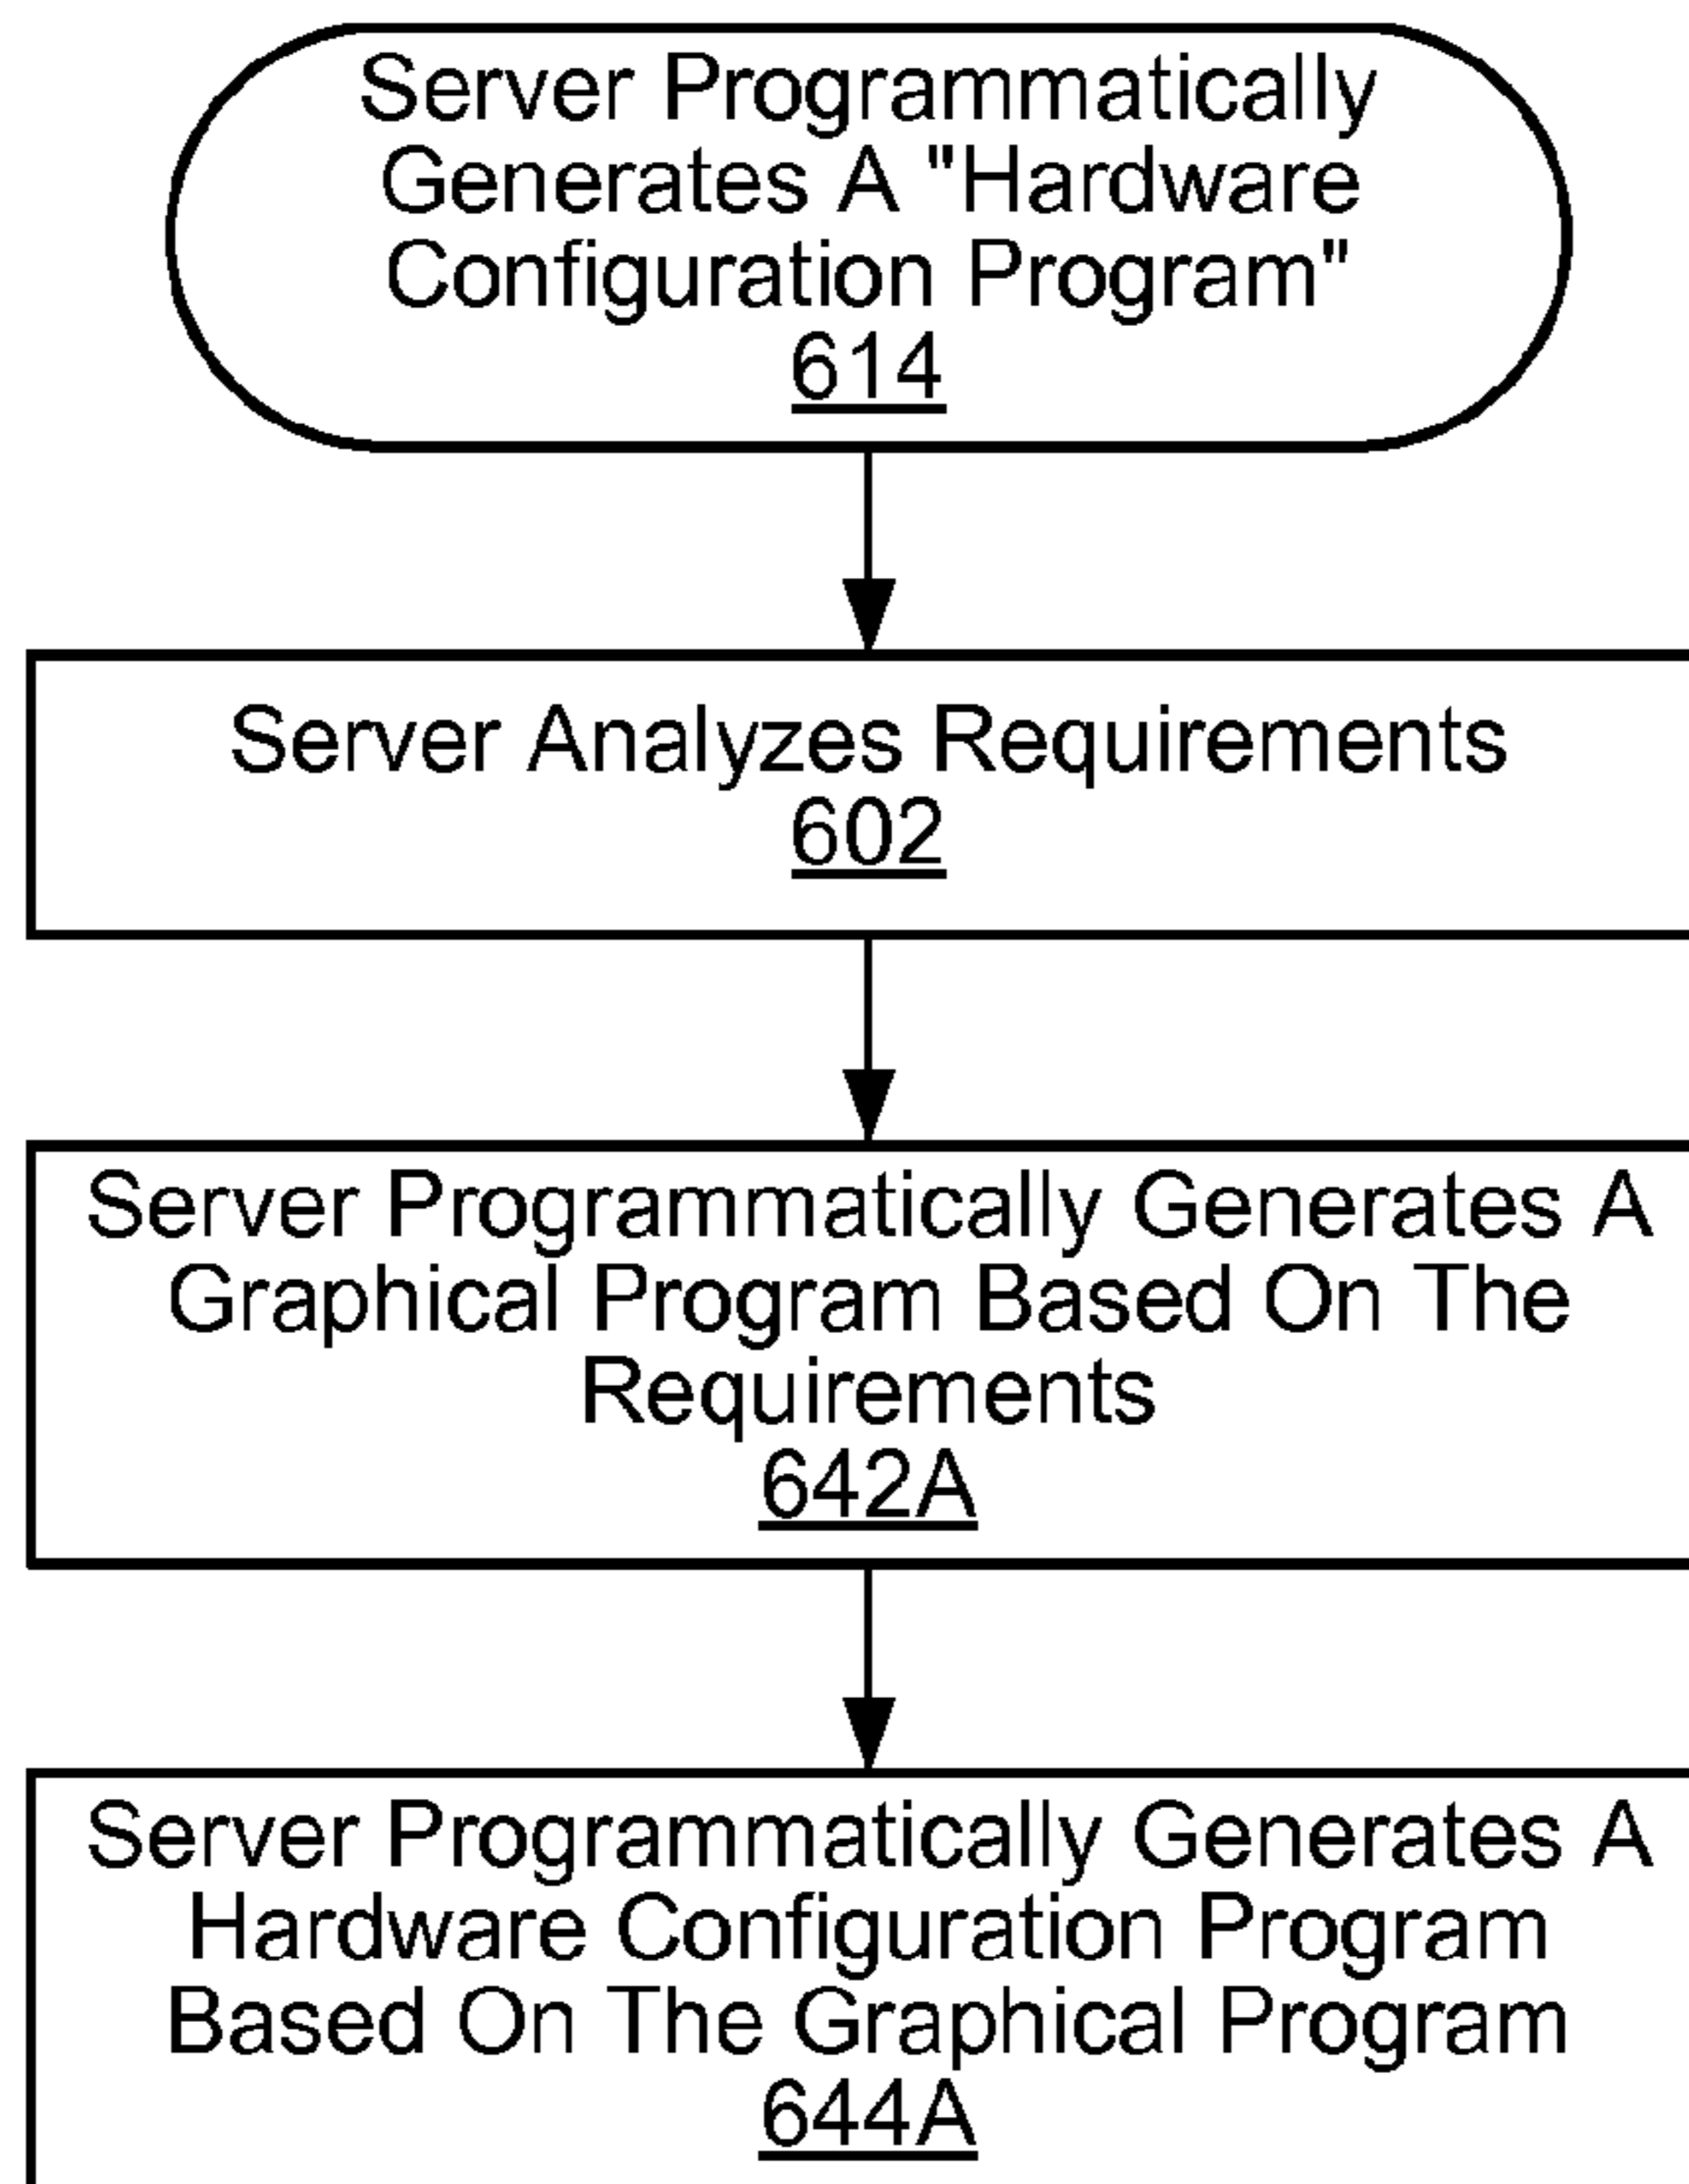 Server Programmatically
Generates A "Hardware
Configuration Program"
614
Server Analyzes Requirements
602
Server Programmatically Generates A
Graphical Program Based On The
Requirements
642A
Server Programmatically Generates A
Hardware Configuration Program
Based On The Graphical Program
644A